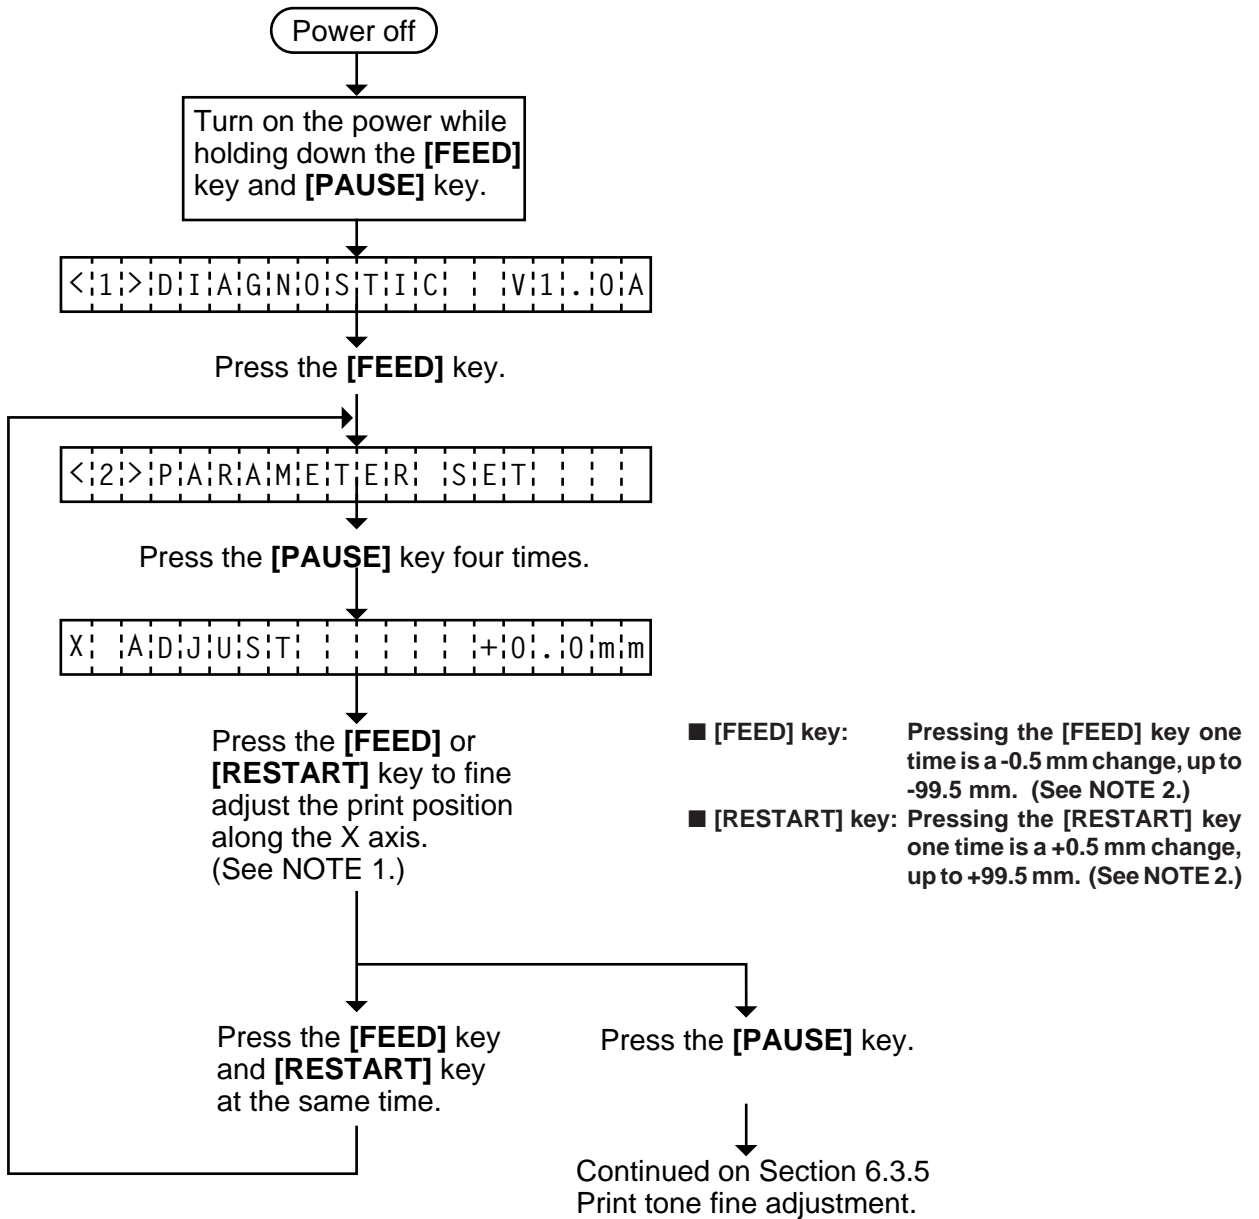 Power off
Turn on the power while
holding down the [FEED]
key and [PAUSE] key.
<1>DIAGNOSTIC  V1.0A
Press the [FEED] key.
<2>PARAMETER SET
Press the [PAUSE] key four times.
X ADJUST      +0.0mm
Press the [FEED] or
[RESTART] key to fine
adjust the print position
along the X axis.
(See NOTE 1.)
■ [FEED] key: Pressing the [FEED] key one
time is a -0.5 mm change, up to
-99.5 mm. (See NOTE 2.)
■ [RESTART] key: Pressing the [RESTART] key
one time is a +0.5 mm change,
up to +99.5 mm. (See NOTE 2.)
Press the [FEED] key
and [RESTART] key
at the same time.
Press the [PAUSE] key.
Continued on Section 6.3.5
Print tone fine adjustment.